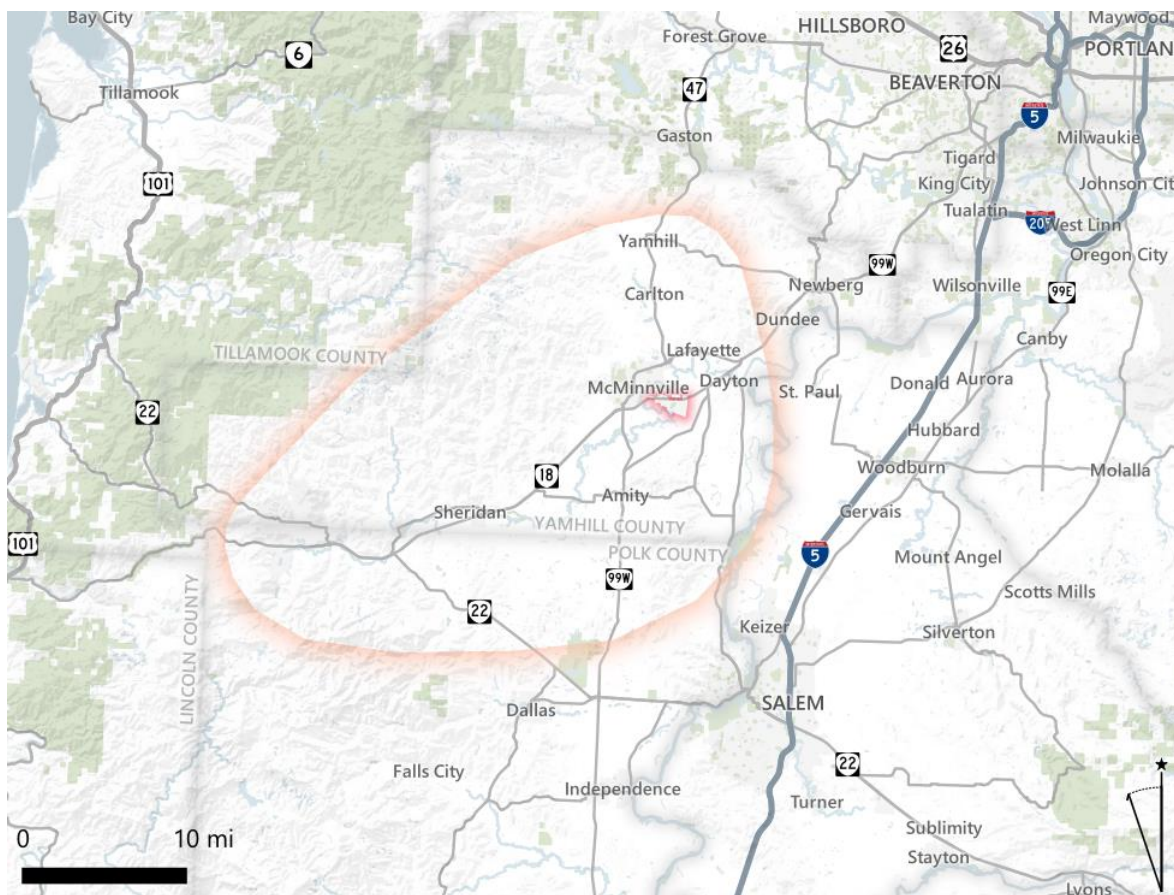 Bay City
HILLSBORO
Maywood
Forest Grove
26
PORTLAN
6
BEAVERTON
Tillamook
47
5
Gaston
Milwaukie
Tigard
101
King City
Johnson Cit
Tualatin
205
West Linn
Yamhill
Oregon City
99W
Newberg
Wilsonville
Carlton
99E
Dundee
Canby
TILLAMOOK COUNTY
Lafayette
McMinnville
Dayton
St. Paul
Donald
Aurora
22
Hubbard
Woodburn
Molalla
18
Amity
Sheridan
Gervais
YAMHILL COUNTY
101
POLK COUNTY
5
Mount Angel
99W
Scotts Mills
22
Keizer
Silverton
LINCOLN COUNTY
SALEM
Dallas
22
Falls City
Independence
Turner
0
10 mi
Sublimity
Stayton
Lyons